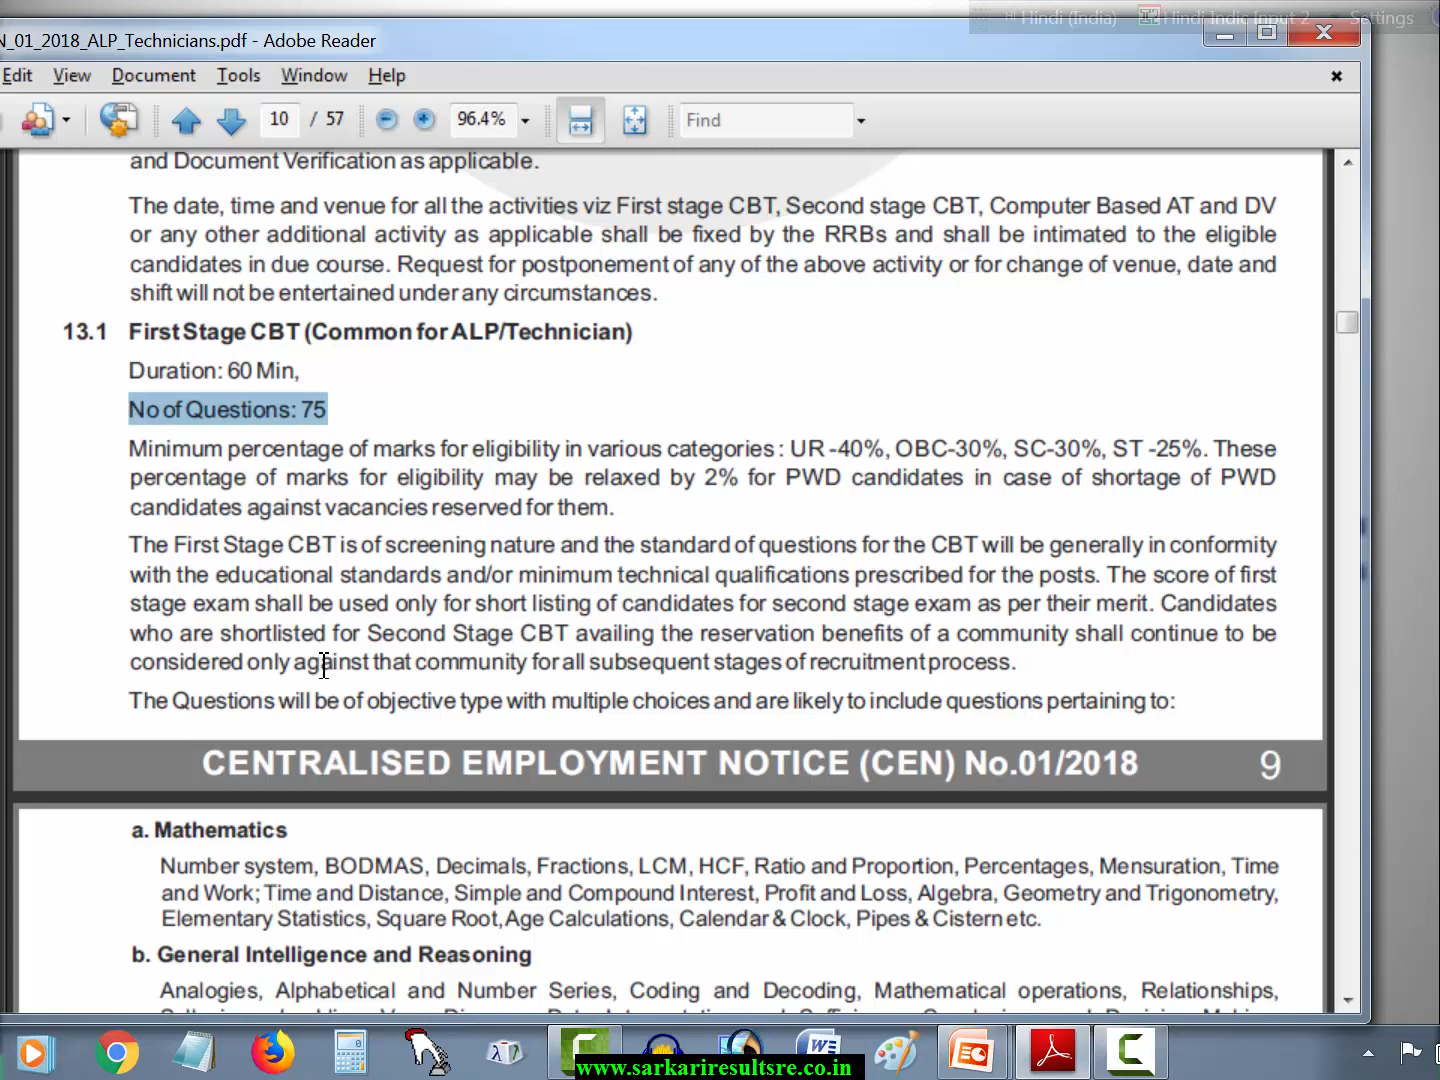 Hindi (India) Hindi Indic Input 2 Settings
N_01_2018_ALP_Technicians.pdf - Adobe Reader
Edit View Document Tools Window Help
10 / 57 96.4% Find
and Document Verification as applicable.
The date, time and venue for all the activities viz First stage CBT, Second stage CBT, Computer Based AT and DV
or any other additional activity as applicable shall be fixed by the RRBs and shall be intimated to the eligible
candidates in due course. Request for postponement of any of the above activity or for change of venue, date and
shift will not be entertained under any circumstances.
13.1 First Stage CBT (Common for ALP/Technician)
Duration: 60 Min,
No of Questions: 75
Minimum percentage of marks for eligibility in various categories : UR -40%, OBC-30%, SC-30%, ST -25%. These
percentage of marks for eligibility may be relaxed by 2% for PWD candidates in case of shortage of PWD
candidates against vacancies reserved for them.
The First Stage CBT is of screening nature and the standard of questions for the CBT will be generally in conformity
with the educational standards and/or minimum technical qualifications prescribed for the posts. The score of first
stage exam shall be used only for short listing of candidates for second stage exam as per their merit. Candidates
who are shortlisted for Second Stage CBT availing the reservation benefits of a community shall continue to be
considered only against that community for all subsequent stages of recruitment process.
The Questions will be of objective type with multiple choices and are likely to include questions pertaining to:
CENTRALISED EMPLOYMENT NOTICE (CEN) No.01/2018 9
a. Mathematics
Number system, BODMAS, Decimals, Fractions, LCM, HCF, Ratio and Proportion, Percentages, Mensuration, Time
and Work; Time and Distance, Simple and Compound Interest, Profit and Loss, Algebra, Geometry and Trigonometry,
Elementary Statistics, Square Root, Age Calculations, Calendar & Clock, Pipes & Cistern etc.
b. General Intelligence and Reasoning
Analogies, Alphabetical and Number Series, Coding and Decoding, Mathematical operations, Relationships,
www.sarkariresultsre.co.in